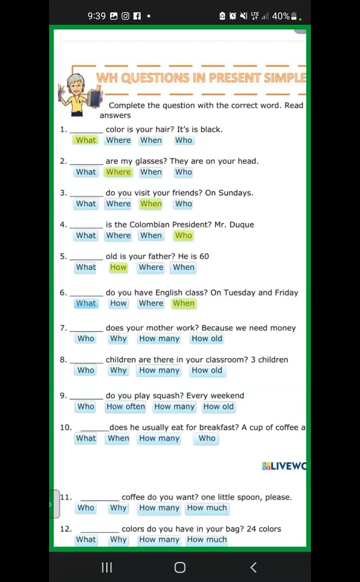 9:39
LTE
40%
WH QUESTIONS IN PRESENT SIMPLE
Complete the question with the correct word. Read
answers
1. ________ color is your hair? It's is black.
What Where When Who
2. ________ are my glasses? They are on your head.
What Where When Who
3. ________ do you visit your friends? On Sundays.
What Where When Who
4. ________ is the Colombian President? Mr. Duque
What Where When Who
5. ________ old is your father? He is 60
What How Where When
6. ________ do you have English class? On Tuesday and Friday
What How Where When
7. ________ does your mother work? Because we need money
Who Why How many How old
8. ________ children are there in your classroom? 3 children
Who Why How many How old
9. ________ do you play squash? Every weekend
Who How often How many How old
10. ________does he usually eat for breakfast? A cup of coffee a
What When How many Who
LIVEWO
11. ________ coffee do you want? one little spoon, please.
Who Why How many How much
12. ________ colors do you have in your bag? 24 colors
What Why How many How much